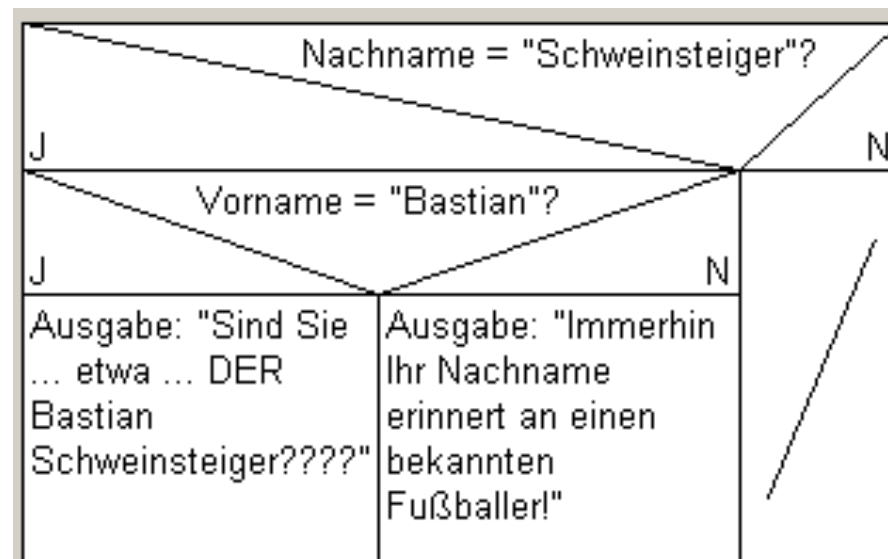 Nachname = "Schweinsteiger"?
J
N
Vorname = "Bastian"?
J
N
Ausgabe: "Sind Sie
... etwa ... DER
Bastian
Schweinsteiger????"
Ausgabe: "Immerhin
Ihr Nachname
erinnert an einen
bekannten
Fußballer!"